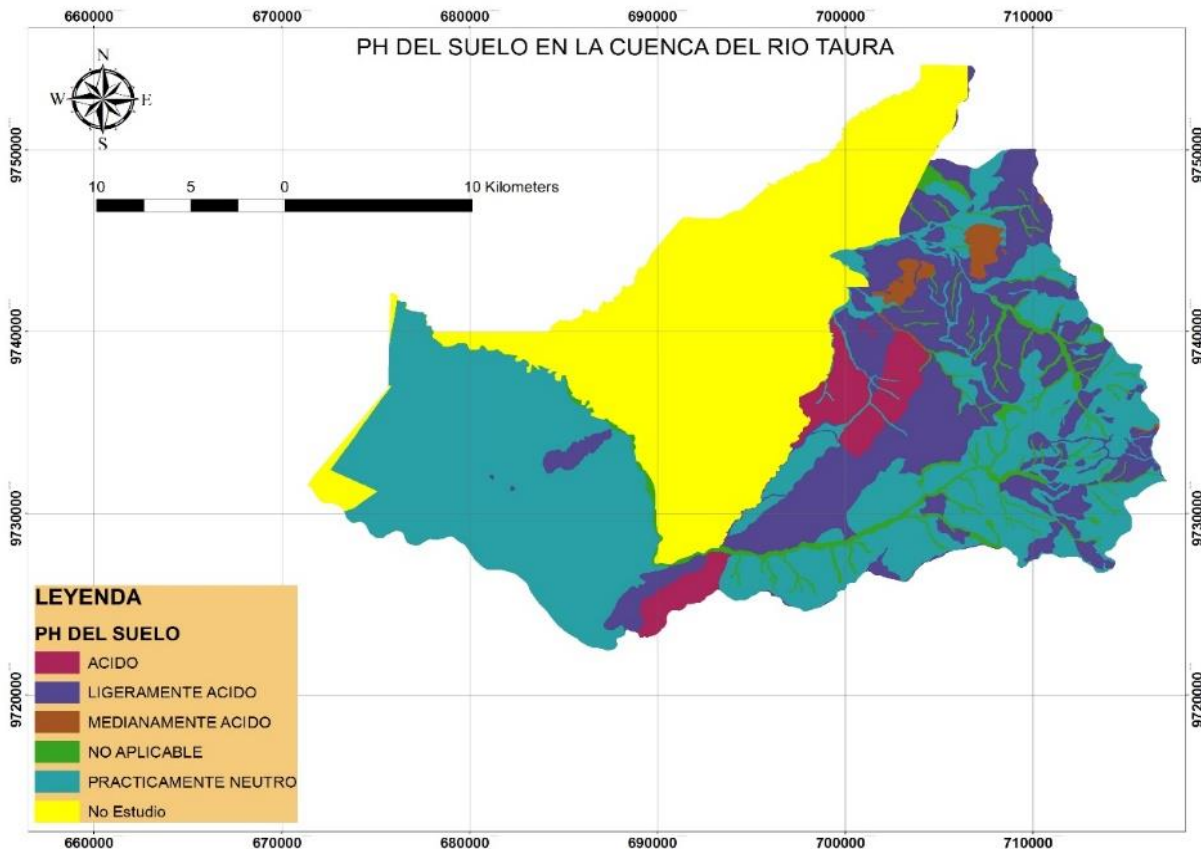 660000 670000 680000 690000 700000 710000
PH DEL SUELO EN LA CUENCA DEL RIO TAURA
N
W E
S
10 5 0 10 Kilometers
9750000 9750000
9740000 9740000
9730000 9730000
9720000 9720000
LEYENDA
PH DEL SUELO
ACIDO
LIGERAMENTE ACIDO
MEDIANAMENTE ACIDO
NO APLICABLE
PRACTICAMENTE NEUTRO
No Estudio
660000 670000 680000 690000 700000 710000